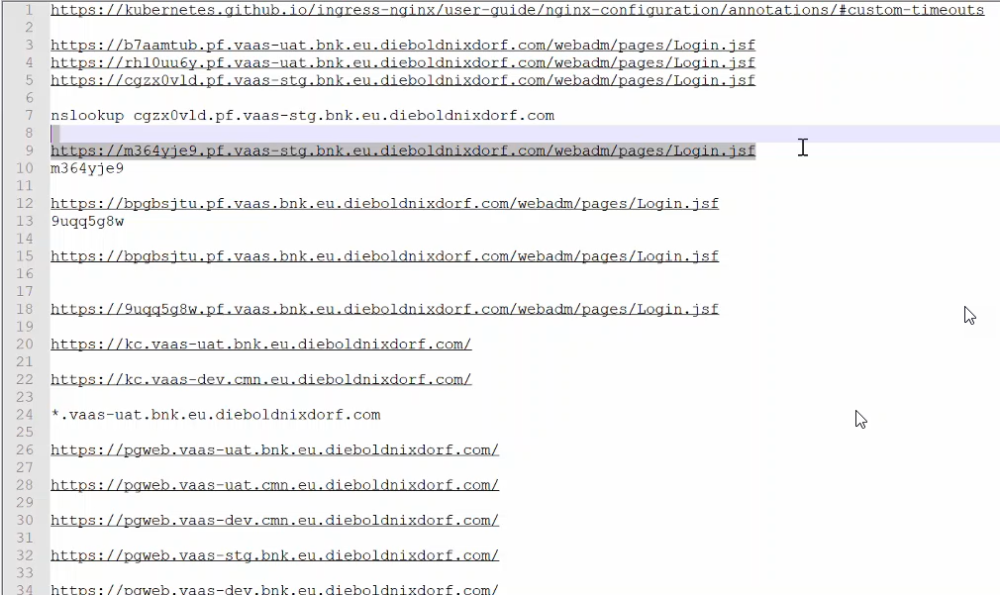 1 https://kubernetes.github.io/ingress-nginx/user-guide/nginx-configuration/annotations/#custom-timeouts
2
3 https://b7aamtub.pf.vaas-uat.bnk.eu.dieboldnixdorf.com/webadm/pages/Login.jsf
4 https://rh10uu6y.pf.vaas-uat.bnk.eu.dieboldnixdorf.com/webadm/pages/Login.jsf
5 https://cgzx0vld.pf.vaas-stg.bnk.eu.dieboldnixdorf.com/webadm/pages/Login.jsf
6
7 nslookup cgzx0vld.pf.vaas-stg.bnk.eu.dieboldnixdorf.com
8
9 https://m364yje9.pf.vaas-stg.bnk.eu.dieboldnixdorf.com/webadm/pages/Login.jsf
10 m364yje9
11
12 https://bpgbsjtu.pf.vaas.bnk.eu.dieboldnixdorf.com/webadm/pages/Login.jsf
13 9uqq5g8w
14
15 https://bpgbsjtu.pf.vaas.bnk.eu.dieboldnixdorf.com/webadm/pages/Login.jsf
16
17
18 https://9uqq5g8w.pf.vaas.bnk.eu.dieboldnixdorf.com/webadm/pages/Login.jsf
19
20 https://kc.vaas-uat.bnk.eu.dieboldnixdorf.com/
21
22 https://kc.vaas-dev.cmn.eu.dieboldnixdorf.com/
23
24 *.vaas-uat.bnk.eu.dieboldnixdorf.com
25
26 https://pgweb.vaas-uat.bnk.eu.dieboldnixdorf.com/
27
28 https://pgweb.vaas-uat.cmn.eu.dieboldnixdorf.com/
29
30 https://pgweb.vaas-dev.cmn.eu.dieboldnixdorf.com/
31
32 https://pgweb.vaas-stg.bnk.eu.dieboldnixdorf.com/
33
34 https://pgweb.vaas-dev.bnk.eu.dieboldnixdorf.com/